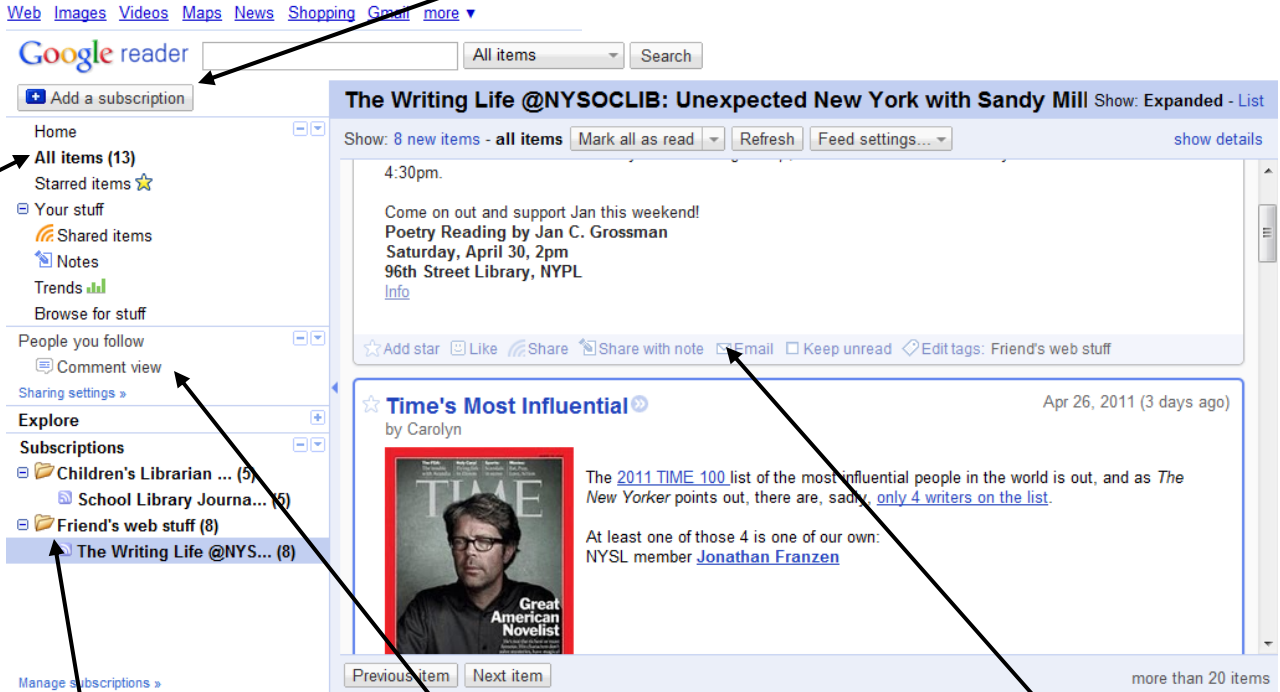 Web Images Videos Maps News Shopping Gmail more ▼
Google reader All items Search
Add a subscription
Home
All items (13)
Starred items
Your stuff
Shared items
Notes
Trends
Browse for stuff
People you follow
Comment view
Sharing settings »
Explore
Subscriptions
Children's Librarian ... (5)
School Library Journa... (5)
Friend's web stuff (8)
The Writing Life @NYS... (8)
Manage subscriptions »
The Writing Life @NYSOCLIB: Unexpected New York with Sandy Mill Show: Expanded - List
Show: 8 new items - all items Mark all as read Refresh Feed settings... show details
4:30pm.
Come on out and support Jan this weekend!
Poetry Reading by Jan C. Grossman
Saturday, April 30, 2pm
96th Street Library, NYPL
Info
Add star Like Share Share with note Email Keep unread Edit tags: Friend's web stuff
Time's Most Influential Apr 26, 2011 (3 days ago)
by Carolyn
TIME
Great
American
Novelist
The 2011 TIME 100 list of the most influential people in the world is out, and as The
New Yorker points out, there are, sadly, only 4 writers on the list.
At least one of those 4 is one of our own:
NYSL member Jonathan Franzen
Previous item Next item more than 20 items